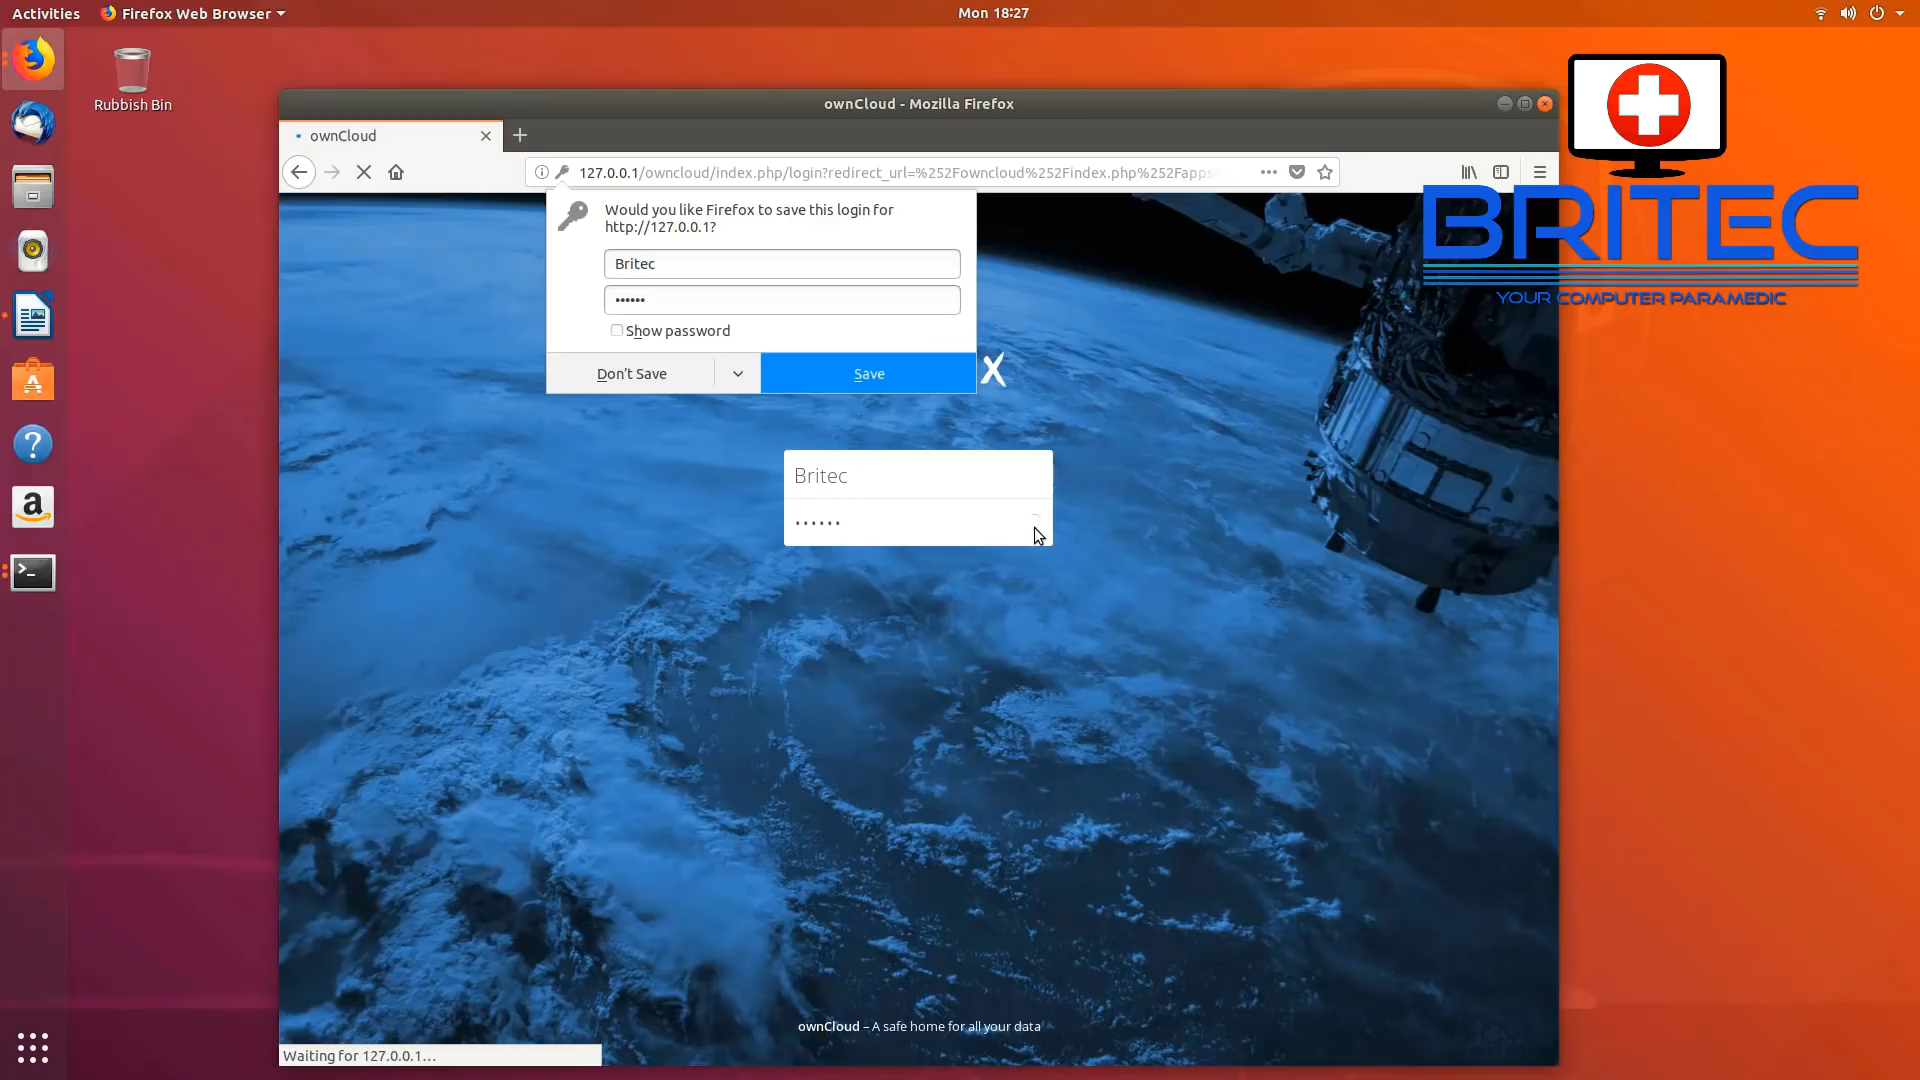 Activities
Firefox Web Browser
Mon 18:27
Rubbish Bin
ownCloud - Mozilla Firefox
ownCloud
127.0.0.1/owncloud/index.php/login?redirect_url=%252Fowncloud%252Findex.php%252Fapps
Would you like Firefox to save this login for
http://127.0.0.1?
Britec
••••••
Show password
Don't Save
Save
X
BRITEC
YOUR COMPUTER PARAMEDIC
Britec
••••••
ownCloud – A safe home for all your data
Waiting for 127.0.0.1…